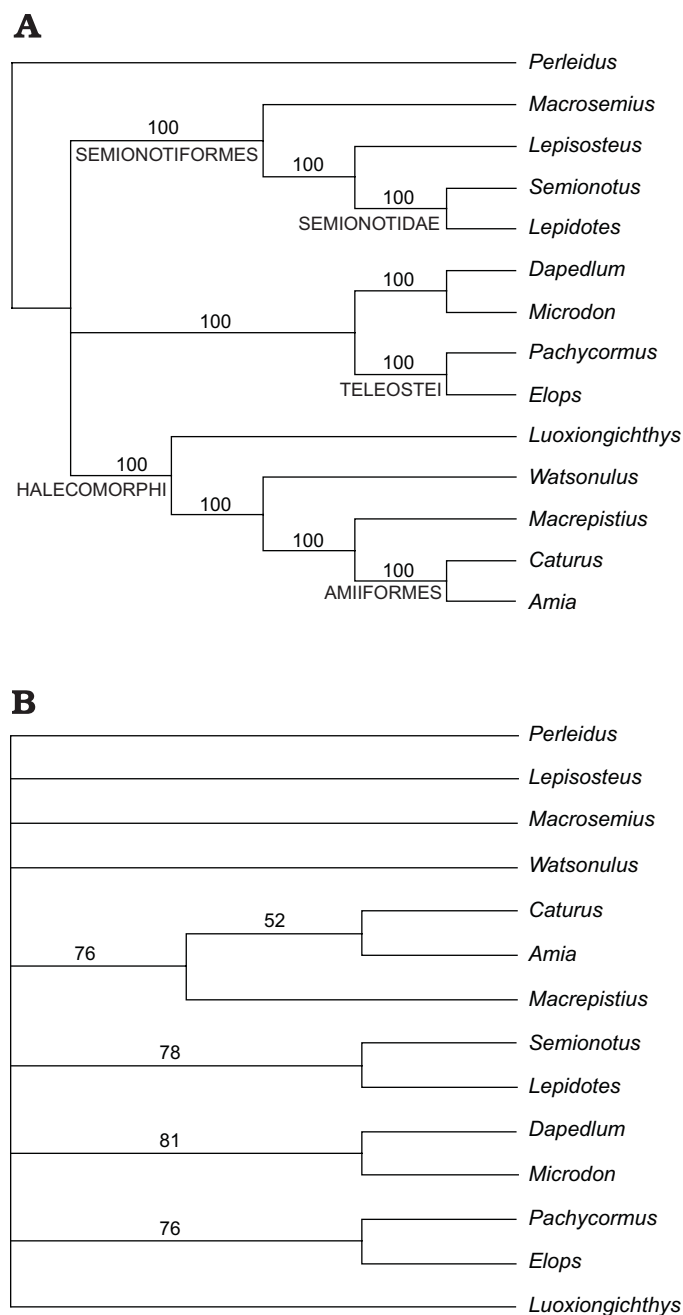 A
Perleidus
Macrosemius
100
SEMIONOTIFORMES
Lepisosteus
100
Semionotus
100
SEMIONOTIDAE
Lepidotes
Dapedlum
100
Microdon
100
Pachycormus
100
TELEOSTEI
Elops
Luoxiongichthys
100
HALECOMORPHI
Watsonulus
100
Macrepistius
100
Caturus
100
AMIIFORMES
Amia
B
Perleidus
Lepisosteus
Macrosemius
Watsonulus
Caturus
52
Amia
76
Macrepistius
Semionotus
78
Lepidotes
Dapedlum
81
Microdon
Pachycormus
76
Elops
Luoxiongichthys